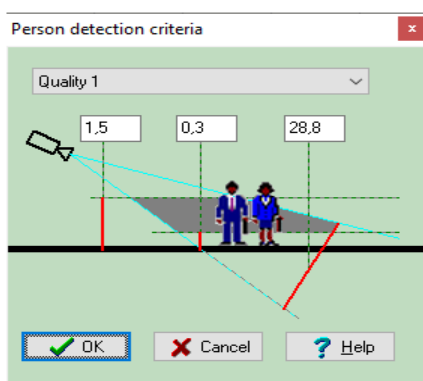 Person detection criteria
x
Quality 1
1,5 0,3 28,8
OK Cancel ? Help